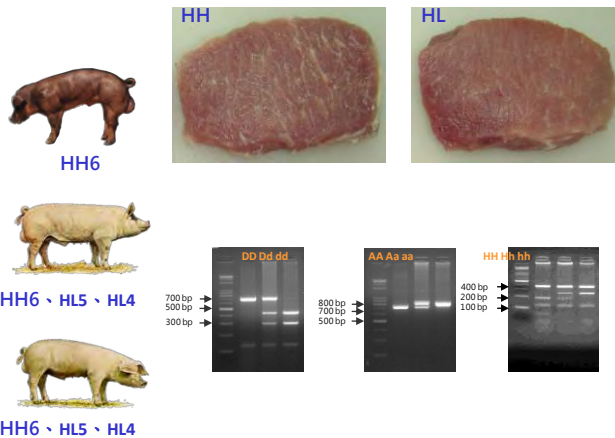 HH
HL
HH6
HH6、HL5、HL4
DD Dd dd
700 bp
500 bp
300 bp
AA Aa aa
800 bp
700 bp
500 bp
HH Hh hh
400 bp
200 bp
100 bp
HH6、HL5、HL4